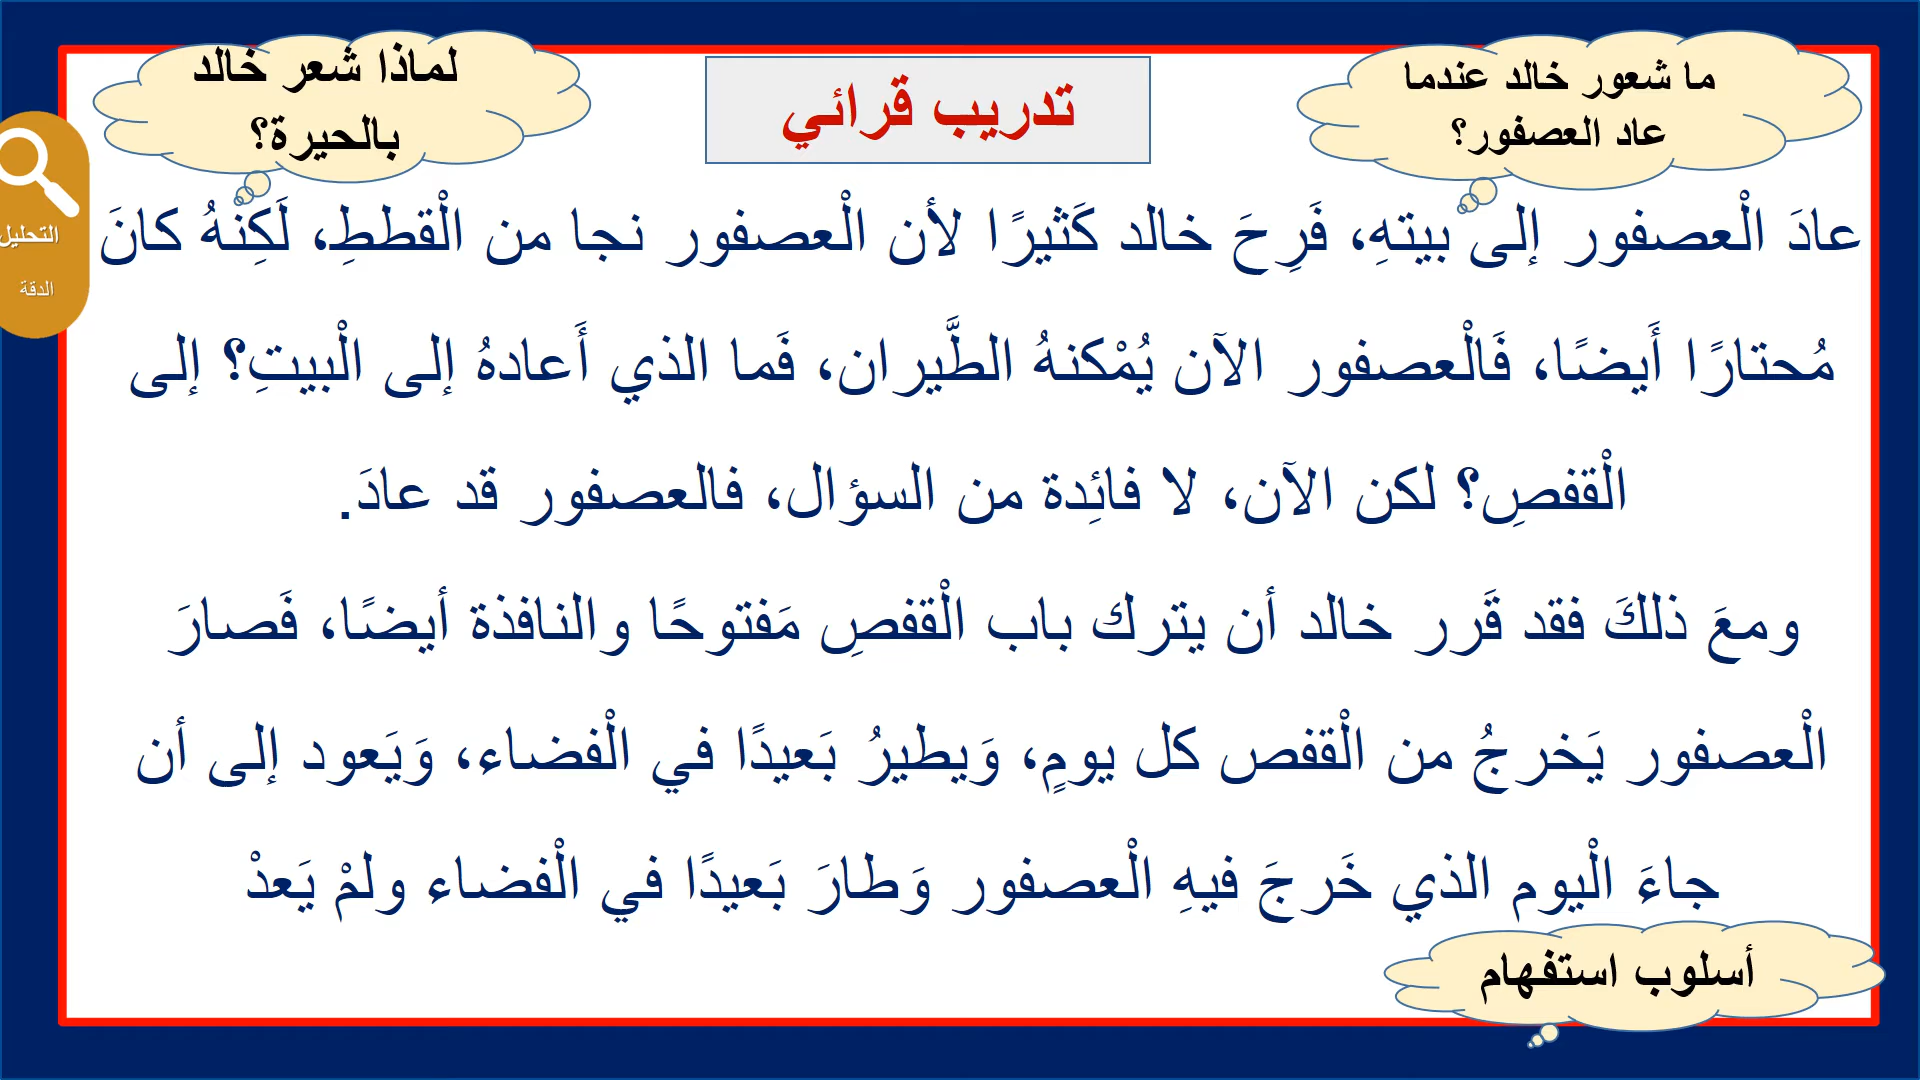 ما شعور خالد عندما
عاد العصفور؟
تدريب قرائي
لماذا شعر خالد
بالحيرة؟
التحليل
الدقة
عادَ الْعصفور إلى بيتهِ، فَرِحَ خالد كَثيرًا لأن الْعصفور نجا من الْقططِ، لَكِنهُ كانَ
مُحتارًا أَيضًا، فَالْعصفور الآن يُمْكنهُ الطَّيران، فَما الذي أَعادهُ إلى الْبيتِ؟ إلى
الْقفصِ؟ لكن الآن، لا فائِدة من السؤال، فالعصفور قد عادَ.
ومعَ ذلكَ فقد قَرر خالد أن يترك باب الْقفصِ مَفتوحًا والنافذة أيضًا، فَصارَ
الْعصفور يَخرجُ من الْقفص كل يومٍ، وَيطيرُ بَعيدًا في الْفضاء، وَيَعود إلى أن
جاءَ الْيوم الذي خَرجَ فيهِ الْعصفور وَطارَ بَعيدًا في الْفضاء ولمْ يَعدْ
أسلوب استفهام